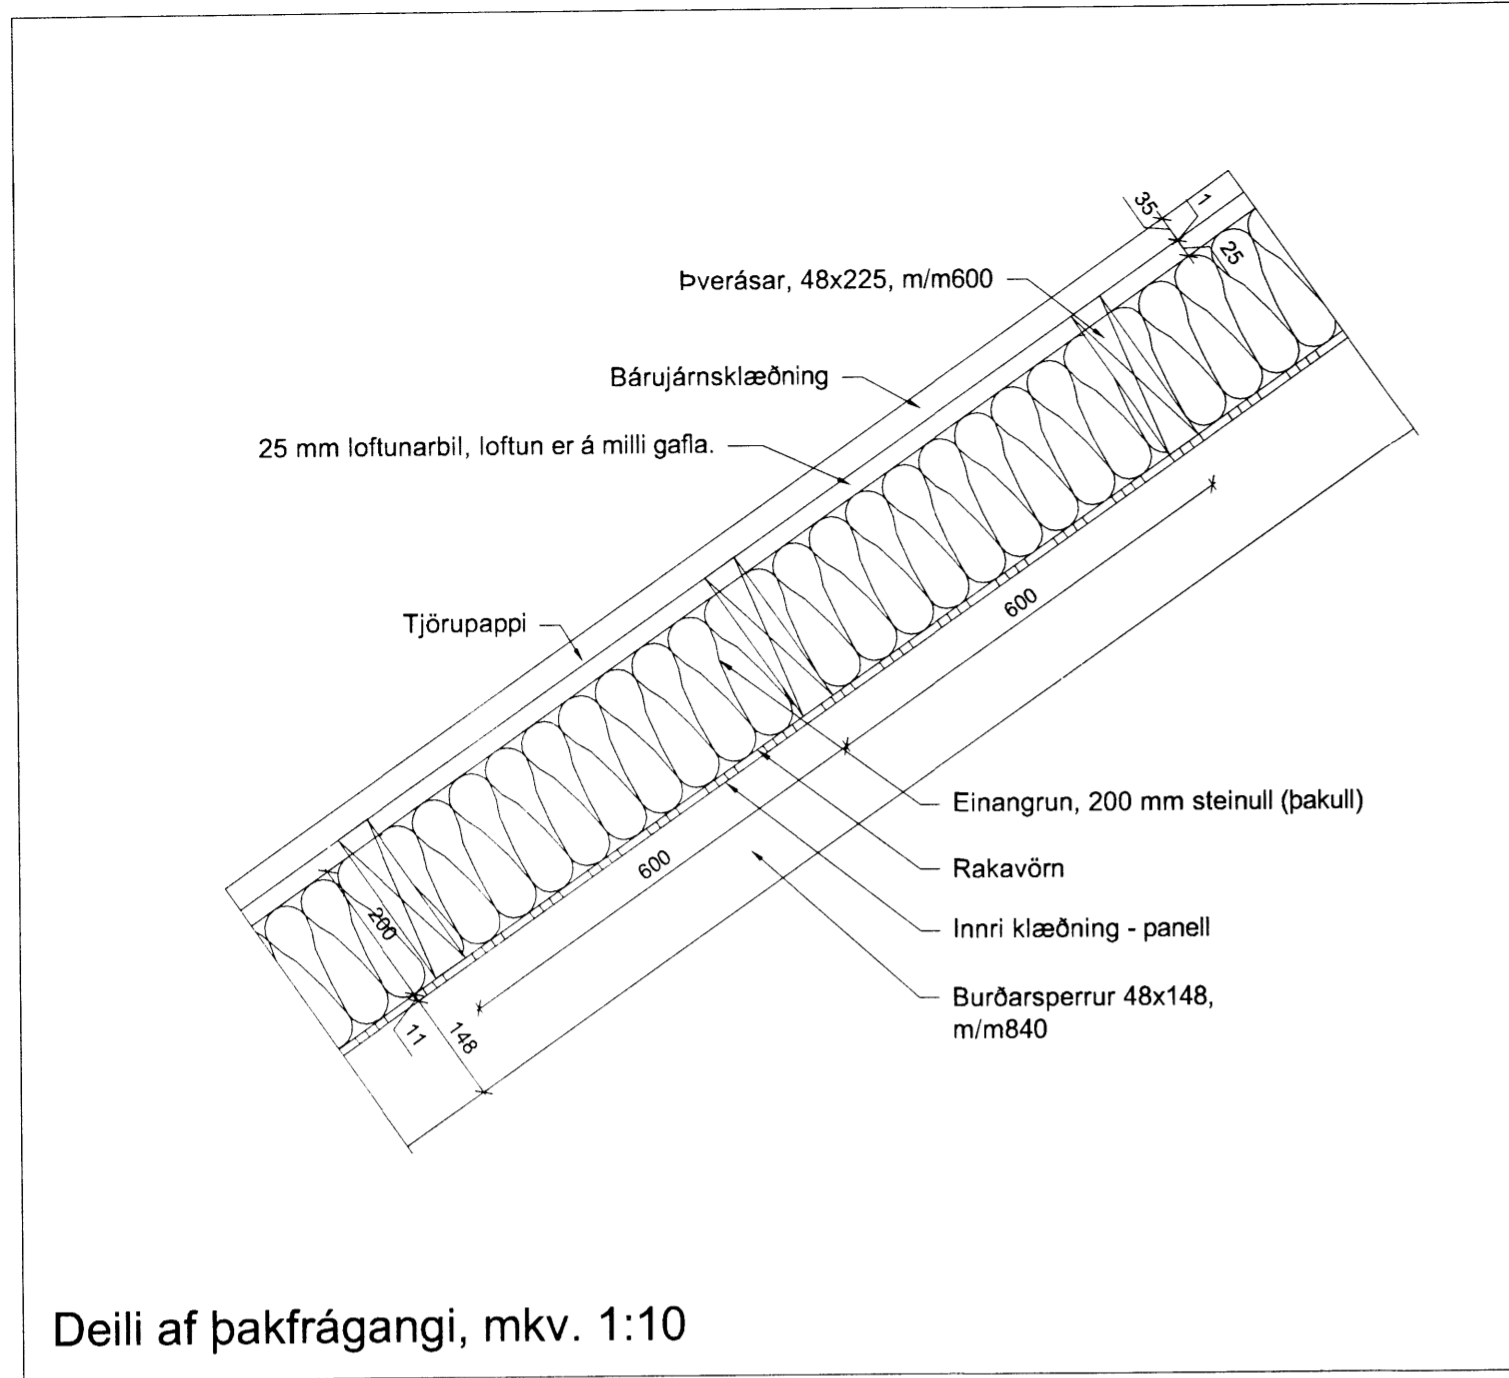 35
1
25
Þverásar, 48x225, m/m600
Bárujárnsklæðning
25 mm loftunarbil, loftun er á milli gafla.
Tjörupappi
600
Einangrun, 200 mm steinull (þakull)
600
Rakavörn
200
Innri klæðning - panell
Burðarsperrur 48x148,
m/m840
11
148
Deili af þakfrágangi, mkv. 1:10